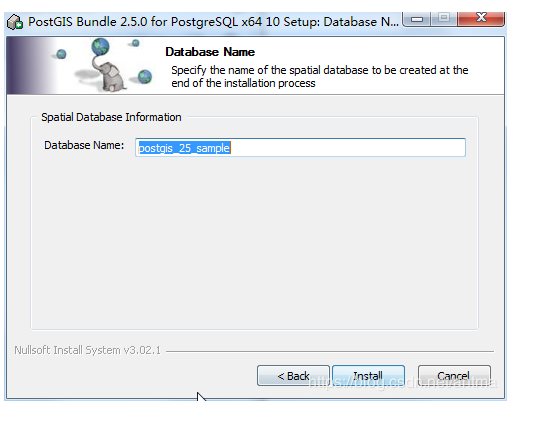 PostGIS Bundle 2.5.0 for PostgreSQL x64 10 Setup: Database N...
Database Name
Specify the name of the spatial database to be created at the
end of the installation process
Spatial Database Information
Database Name: postgis_25_sample
Nullsoft Install System v3.02.1
< Back Install Cancel
https://blog.csdn.net/anima